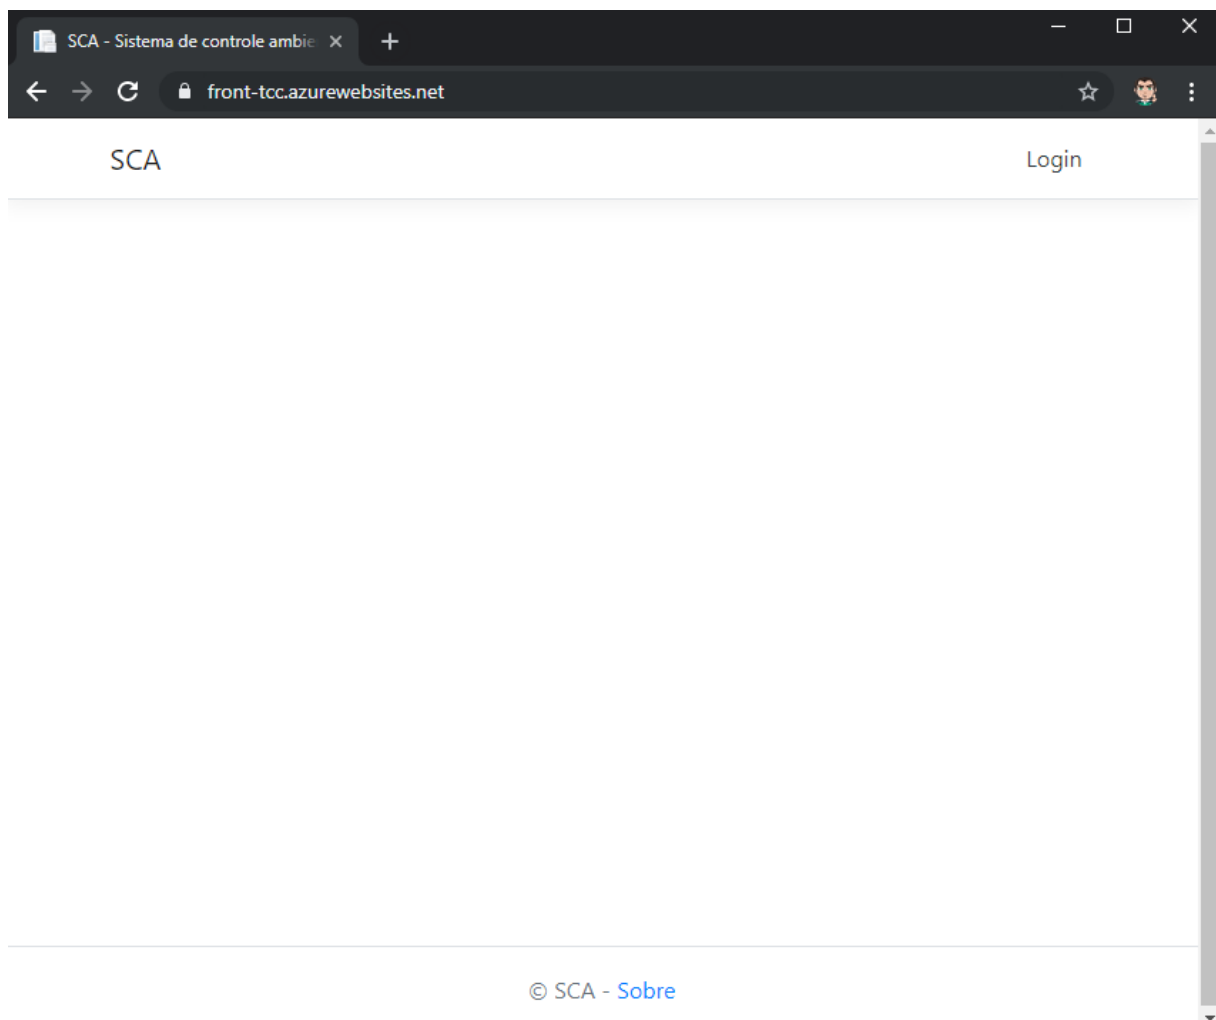 SCA - Sistema de controle ambie
front-tcc.azurewebsites.net
SCA Login
© SCA - Sobre